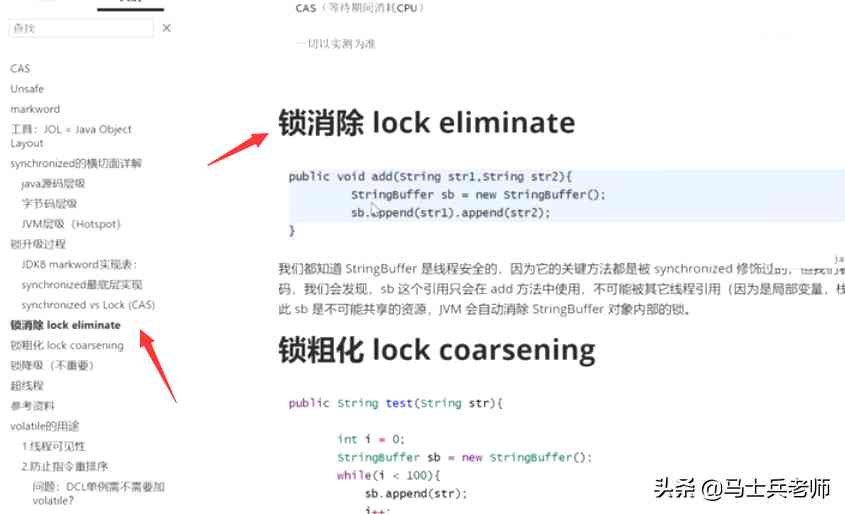 查找
CAS
Unsafe
markword
工具：JOL = Java Object
Layout
synchronized的横切面详解
java源码层级
字节码层级
JVM层级（Hotspot）
锁升级过程
JDK8 markword实现表：
synchronized最底层实现
synchronized vs Lock (CAS)
锁消除 lock eliminate
锁粗化 lock coarsening
锁降级（不重要）
超线程
参考资料
volatile的用途
1.线程可见性
2.防止指令重排序
问题：DCL单例需不需要加
volatile?
CAS（等待期间消耗CPU）
一切以实测为准
锁消除 lock eliminate
public void add(String str1,String str2){
StringBuffer sb = new StringBuffer();
sb.append(str1).append(str2);
}
ja
我们都知道 StringBuffer 是线程安全的，因为它的关键方法都是被 synchronized 修饰过的，但我们看
码，我们会发现，sb 这个引用只会在 add 方法中使用，不可能被其它线程引用（因为是局部变量，栈
此 sb 是不可能共享的资源，JVM 会自动消除 StringBuffer 对象内部的锁。
锁粗化 lock coarsening
public String test(String str){
int i = 0;
StringBuffer sb = new StringBuffer():
while(i < 100){
sb.append(str);
i++;
头条 @马士兵老师